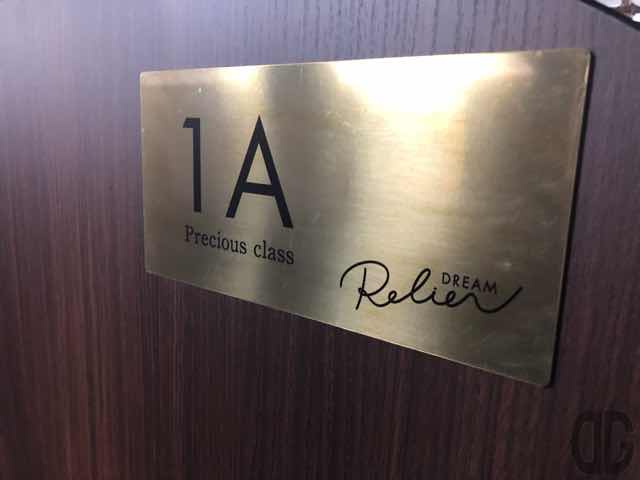 1A
Precious class
DREAM
Relier